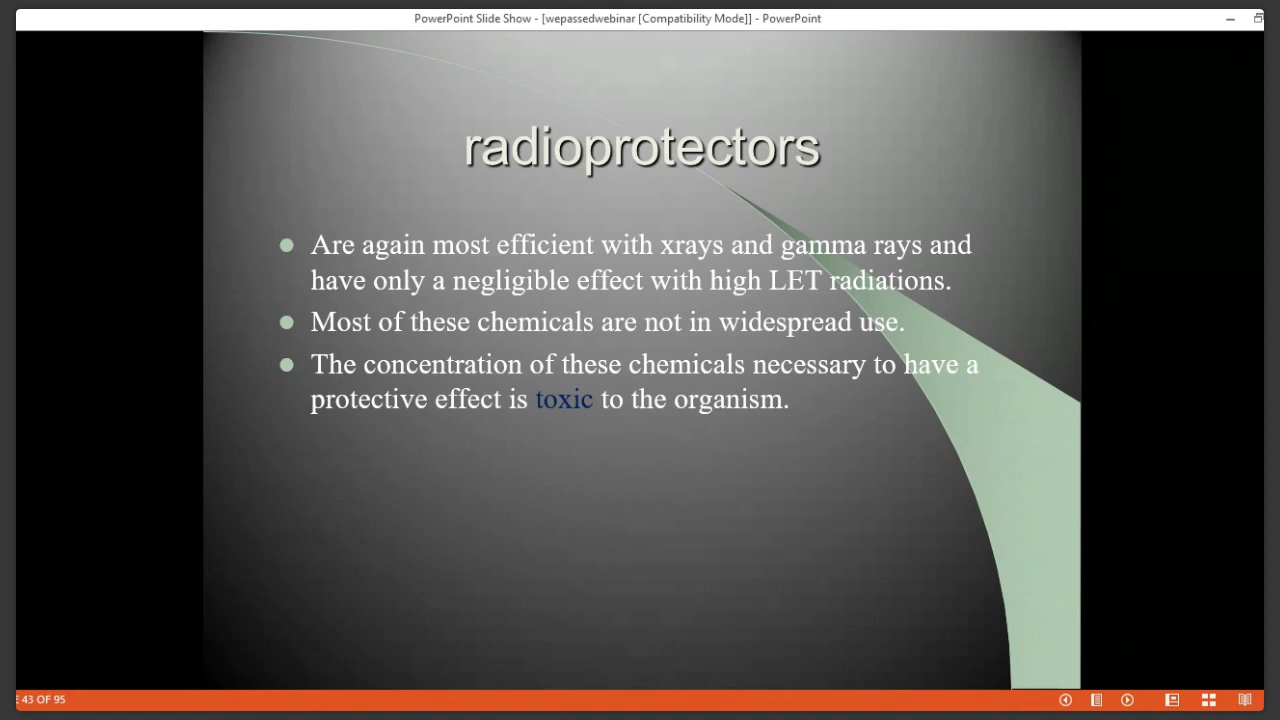 PowerPoint Slide Show - [wepassedwebinar [Compatibility Mode]] - PowerPoint
radioprotectors
Are again most efficient with xrays and gamma rays and
have only a negligible effect with high LET radiations.
Most of these chemicals are not in widespread use.
The concentration of these chemicals necessary to have a
protective effect is toxic to the organism.
E 43 OF 95